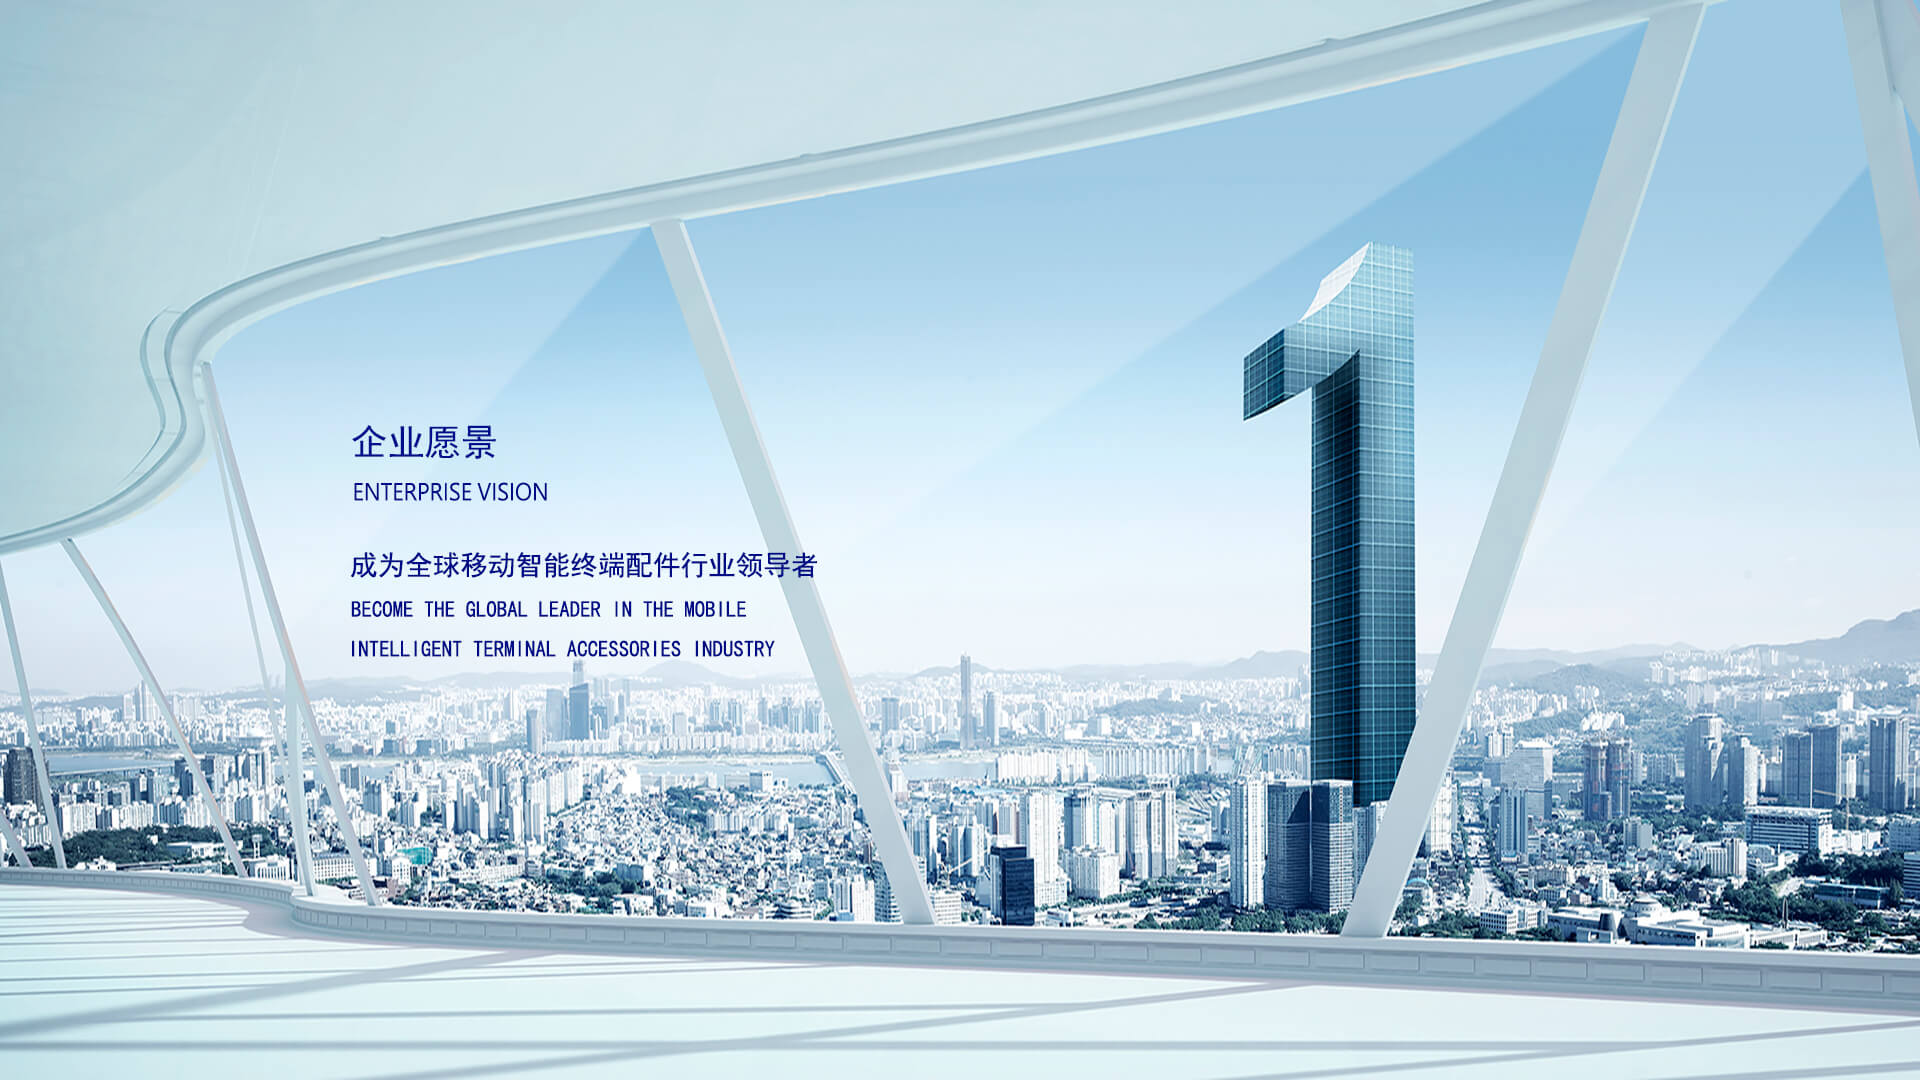 企业愿景
ENTERPRISE VISION
成为全球移动智能终端配件行业领导者
BECOME THE GLOBAL LEADER IN THE MOBILE
INTELLIGENT TERMINAL ACCESSORIES INDUSTRY
1